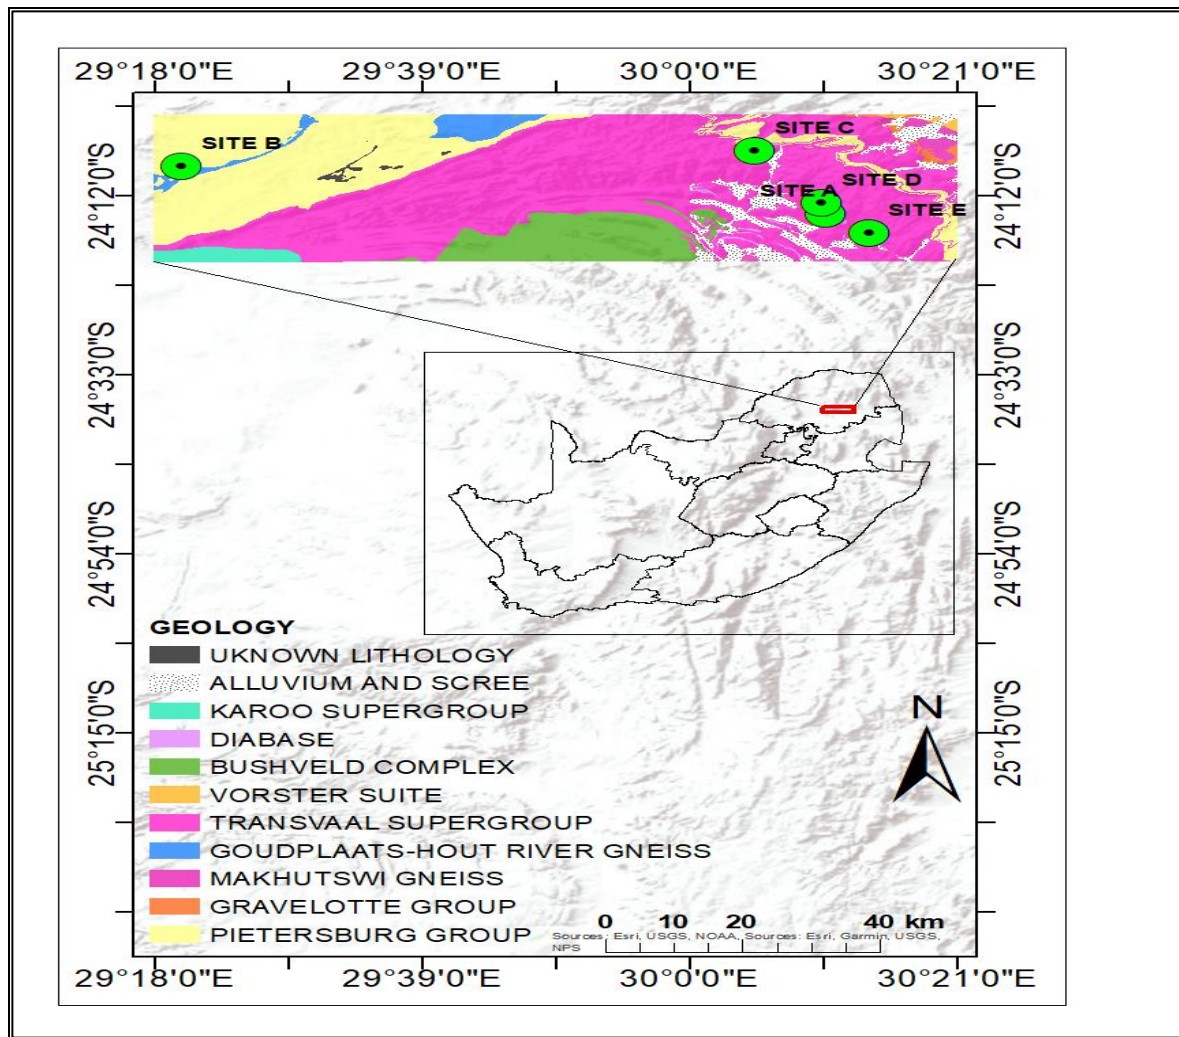 29°18'0"E 29°39'0"E 30°0'0"E 30°21'0"E
SITE B
SITE C
SITE D
SITE A
SITE E
24°12'0"S 24°12'0"S
24°33'0"S 24°33'0"S
24°54'0"S 24°54'0"S
25°15'0"S 25°15'0"S
GEOLOGY
UKNOWN LITHOLOGY
ALLUVIUM AND SCREE
KAROO SUPERGROUP
DIABASE
BUSHVELD COMPLEX
VORSTER SUITE
TRANSVAAL SUPERGROUP
GOUDPLAATS-HOUT RIVER GNEISS
MAKHUTSWI GNEISS
GRAVELOTTE GROUP
PIETERSBURG GROUP
N
0 10 20 40 km
Sources: Esri, USGS, NOAA, Sources: Esri, Garmin, USGS,
NPS
29°18'0"E 29°39'0"E 30°0'0"E 30°21'0"E